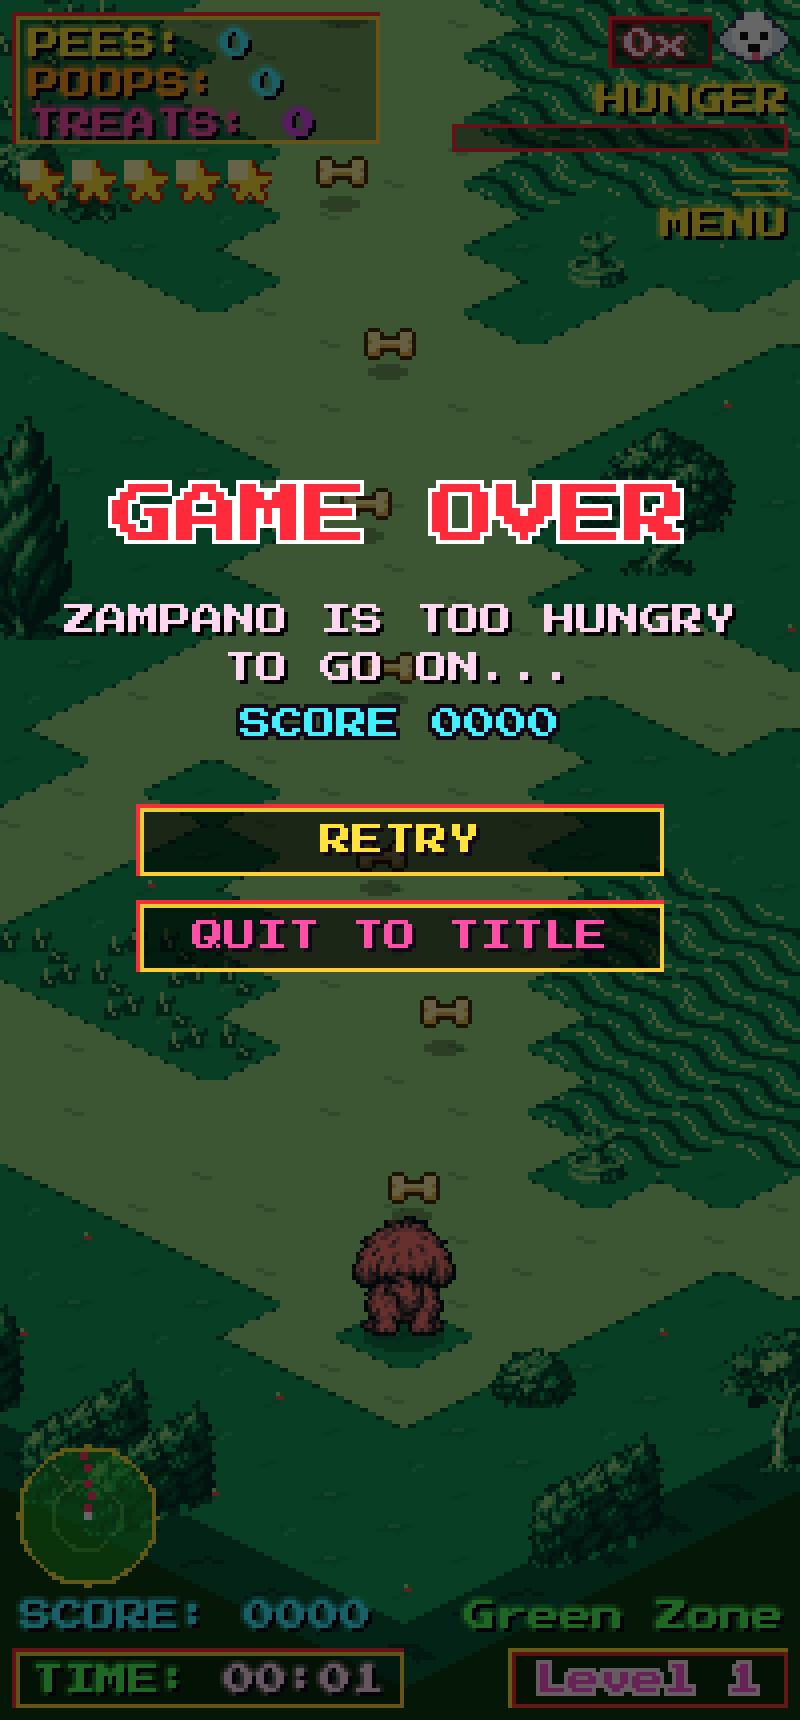 PEES: 0
POOPS: 0
TREATS: 0
0x
HUNGER
MENU
GAME OVER
ZAMPANO IS TOO HUNGRY
TO GO ON...
SCORE 0000
RETRY
QUIT TO TITLE
SCORE: 0000
Green Zone
TIME: 00:01
Level 1